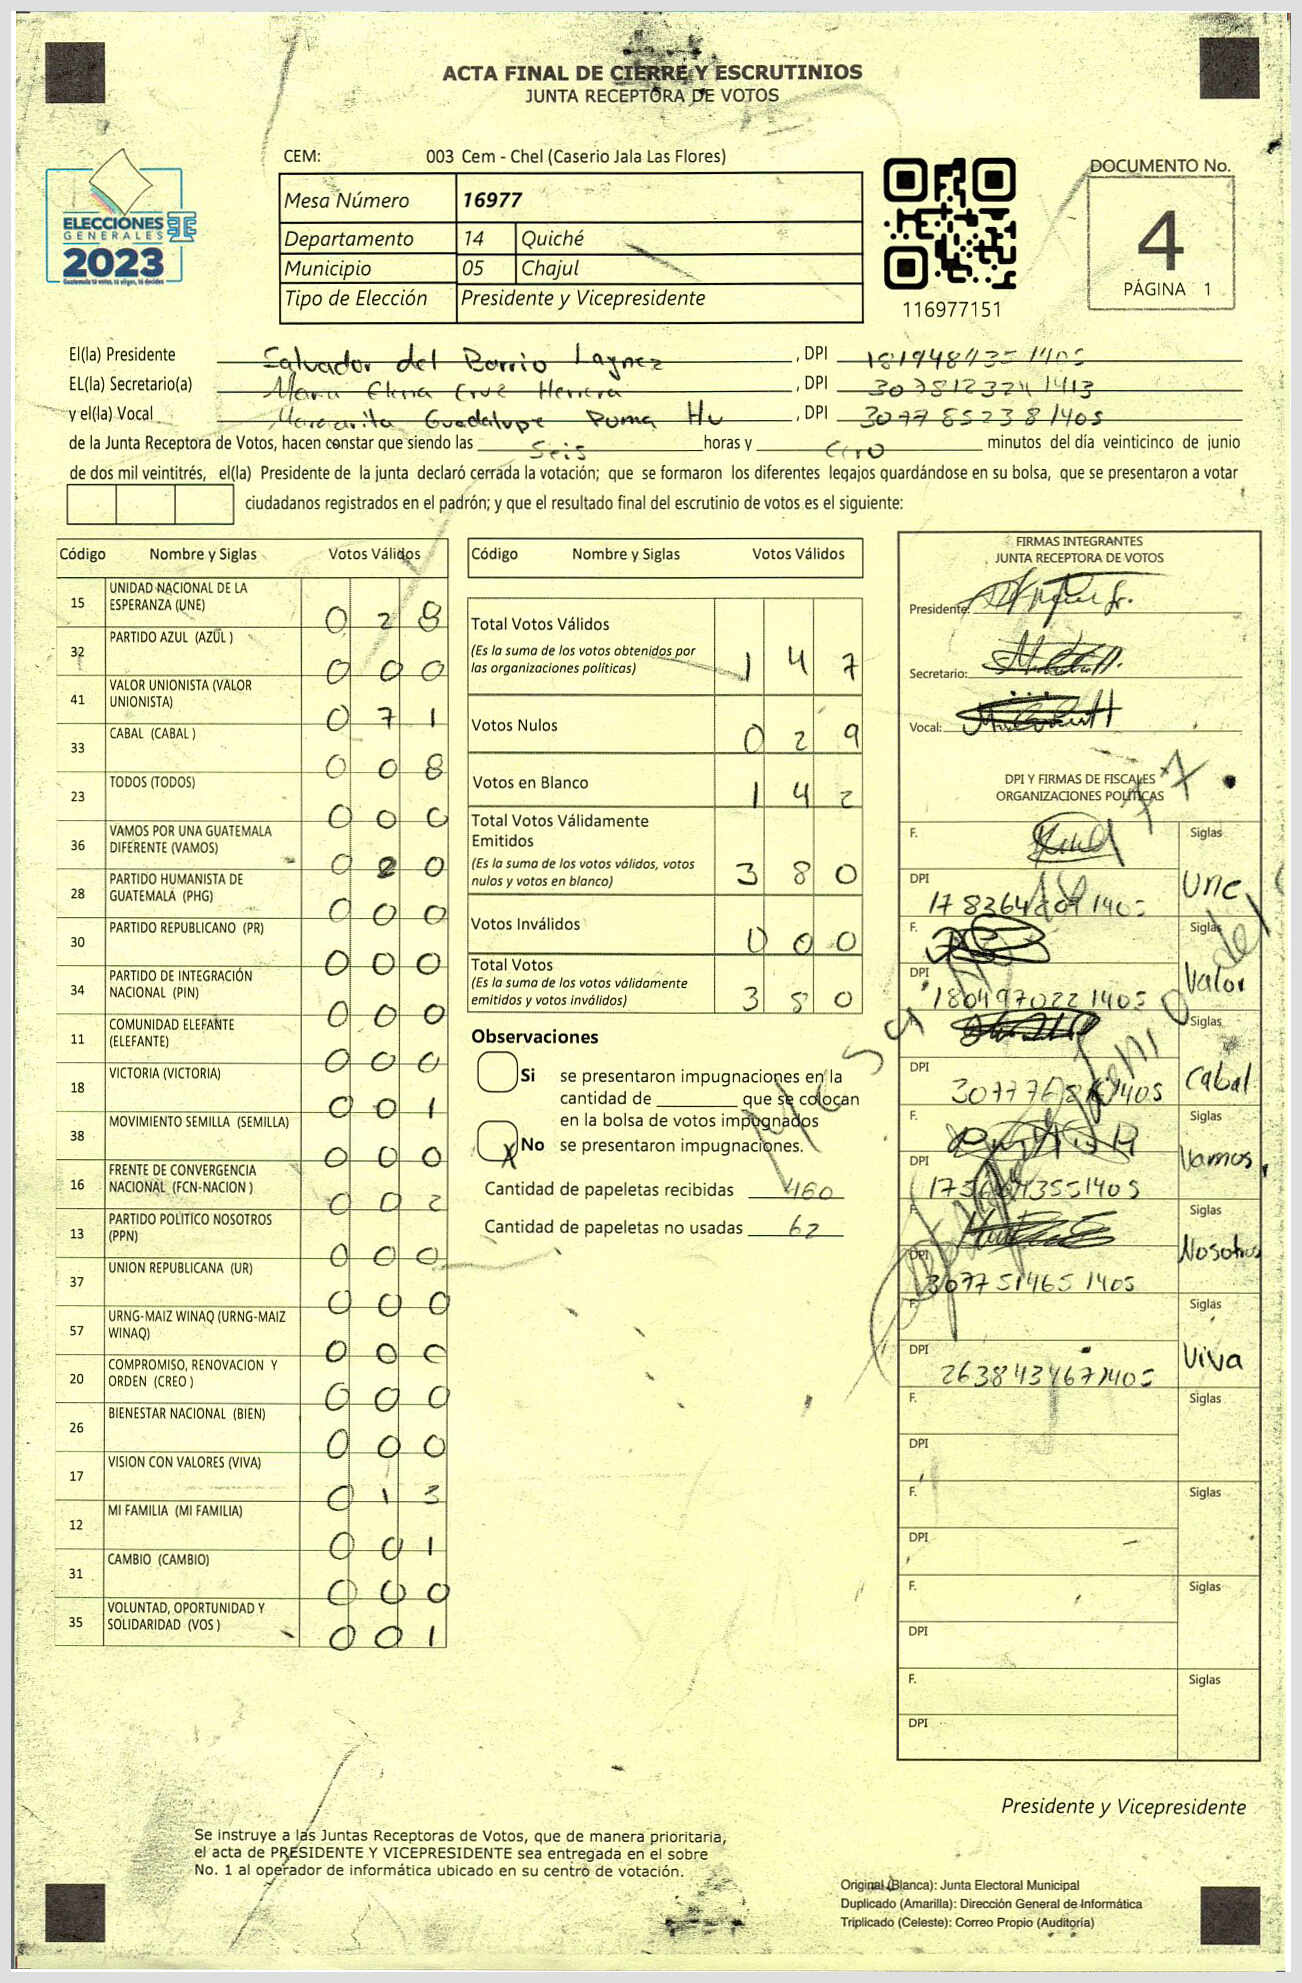 ACTA FINAL DE CIERRE Y ESCRUTINIOS
JUNTA RECEPTORA DE VOTOS
CEM: 003 Cem - Chel (Caserio Jala Las Flores)
ELECCIONES
GENERALES
2023
Mesa Número 16977
Departamento 14 Quiché
Municipio 05 Chajul
Tipo de Elección Presidente y Vicepresidente
116977151
DOCUMENTO No.
4
PÁGINA 1
El(la) Presidente Salvador del Barrio Laynez, DPI
EL(la) Secretario(a) Maria Elena Cruz Herrera, DPI
y el(la) Vocal Margarita Guadalupe Puma Hu, DPI 3077 85238 1405
de la Junta Receptora de Votos, hacen constar que siendo las Seis horas y Cero minutos del día veinticinco de junio
de dos mil veintitrés, el(la) Presidente de la junta declaró cerrada la votación; que se formaron los diferentes legajos guardándose en su bolsa, que se presentaron a votar
ciudadanos registrados en el padrón; y que el resultado final del escrutinio de votos es el siguiente:
Código Nombre y Siglas Votos Válidos
15 UNIDAD NACIONAL DE LA ESPERANZA (UNE) 0 2 8
32 PARTIDO AZUL (AZUL ) 0 0 0
41 VALOR UNIONISTA (VALOR UNIONISTA) 0 7 1
33 CABAL (CABAL ) 0 0 8
23 TODOS (TODOS) 0 0 0
36 VAMOS POR UNA GUATEMALA DIFERENTE (VAMOS) 0 2 0
28 PARTIDO HUMANISTA DE GUATEMALA (PHG) 0 0 0
30 PARTIDO REPUBLICANO (PR) 0 0 0
34 PARTIDO DE INTEGRACIÓN NACIONAL (PIN) 0 0 0
11 COMUNIDAD ELEFANTE (ELEFANTE) 0 0 0
18 VICTORIA (VICTORIA) 0 0 1
38 MOVIMIENTO SEMILLA (SEMILLA) 0 0 0
16 FRENTE DE CONVERGENCIA NACIONAL (FCN-NACION ) 0 0 2
13 PARTIDO POLITICO NOSOTROS (PPN) 0 0 0
37 UNION REPUBLICANA (UR) 0 0 0
57 URNG-MAIZ WINAQ (URNG-MAIZ WINAQ) 0 0 0
20 COMPROMISO, RENOVACION Y ORDEN (CREO ) 0 0 0
26 BIENESTAR NACIONAL (BIEN) 0 0 0
17 VISION CON VALORES (VIVA) 0 1 3
12 MI FAMILIA (MI FAMILIA) 0 0 1
31 CAMBIO (CAMBIO) 0 0 0
35 VOLUNTAD, OPORTUNIDAD Y SOLIDARIDAD (VOS ) 0 0 1
Código Nombre y Siglas Votos Válidos
Total Votos Válidos 1 4 7
(Es la suma de los votos obtenidos por
las organizaciones políticas)
Votos Nulos 0 2 9
Votos en Blanco 1 4 2
Total Votos Válidamente
Emitidos 3 8 0
(Es la suma de los votos válidos, votos
nulos y votos en blanco)
Votos Inválidos 0 0 0
Total Votos 3 8 0
(Es la suma de los votos válidamente
emitidos y votos inválidos)
Observaciones
Si se presentaron impugnaciones en la
cantidad de ________ que se colocan
en la bolsa de votos impugnados
X No se presentaron impugnaciones.
Cantidad de papeletas recibidas 460
Cantidad de papeletas no usadas 62
FIRMAS INTEGRANTES
JUNTA RECEPTORA DE VOTOS
Presidente:
Secretario:
Vocal:
DPI Y FIRMAS DE FISCALES
ORGANIZACIONES POLÍTICAS
F. Siglas
DPI Une
F. Siglas
DPI 180497022 1405 Valor
F. Siglas
DPI Cabal
F. Siglas
DPI Vamos
F. Siglas
DPI 307751465 1405 Nosotros
F. Siglas
DPI 263843467 1405 Viva
F. Siglas
DPI
F. Siglas
DPI
F. Siglas
DPI
F. Siglas
DPI
Mesa No 16977
Presidente y Vicepresidente
Se instruye a las Juntas Receptoras de Votos, que de manera prioritaria,
el acta de PRESIDENTE Y VICEPRESIDENTE sea entregada en el sobre
No. 1 al operador de informática ubicado en su centro de votación.
Original (Blanca): Junta Electoral Municipal
Duplicado (Amarilla): Dirección General de Informática
Triplicado (Celeste): Correo Propio (Auditoría)